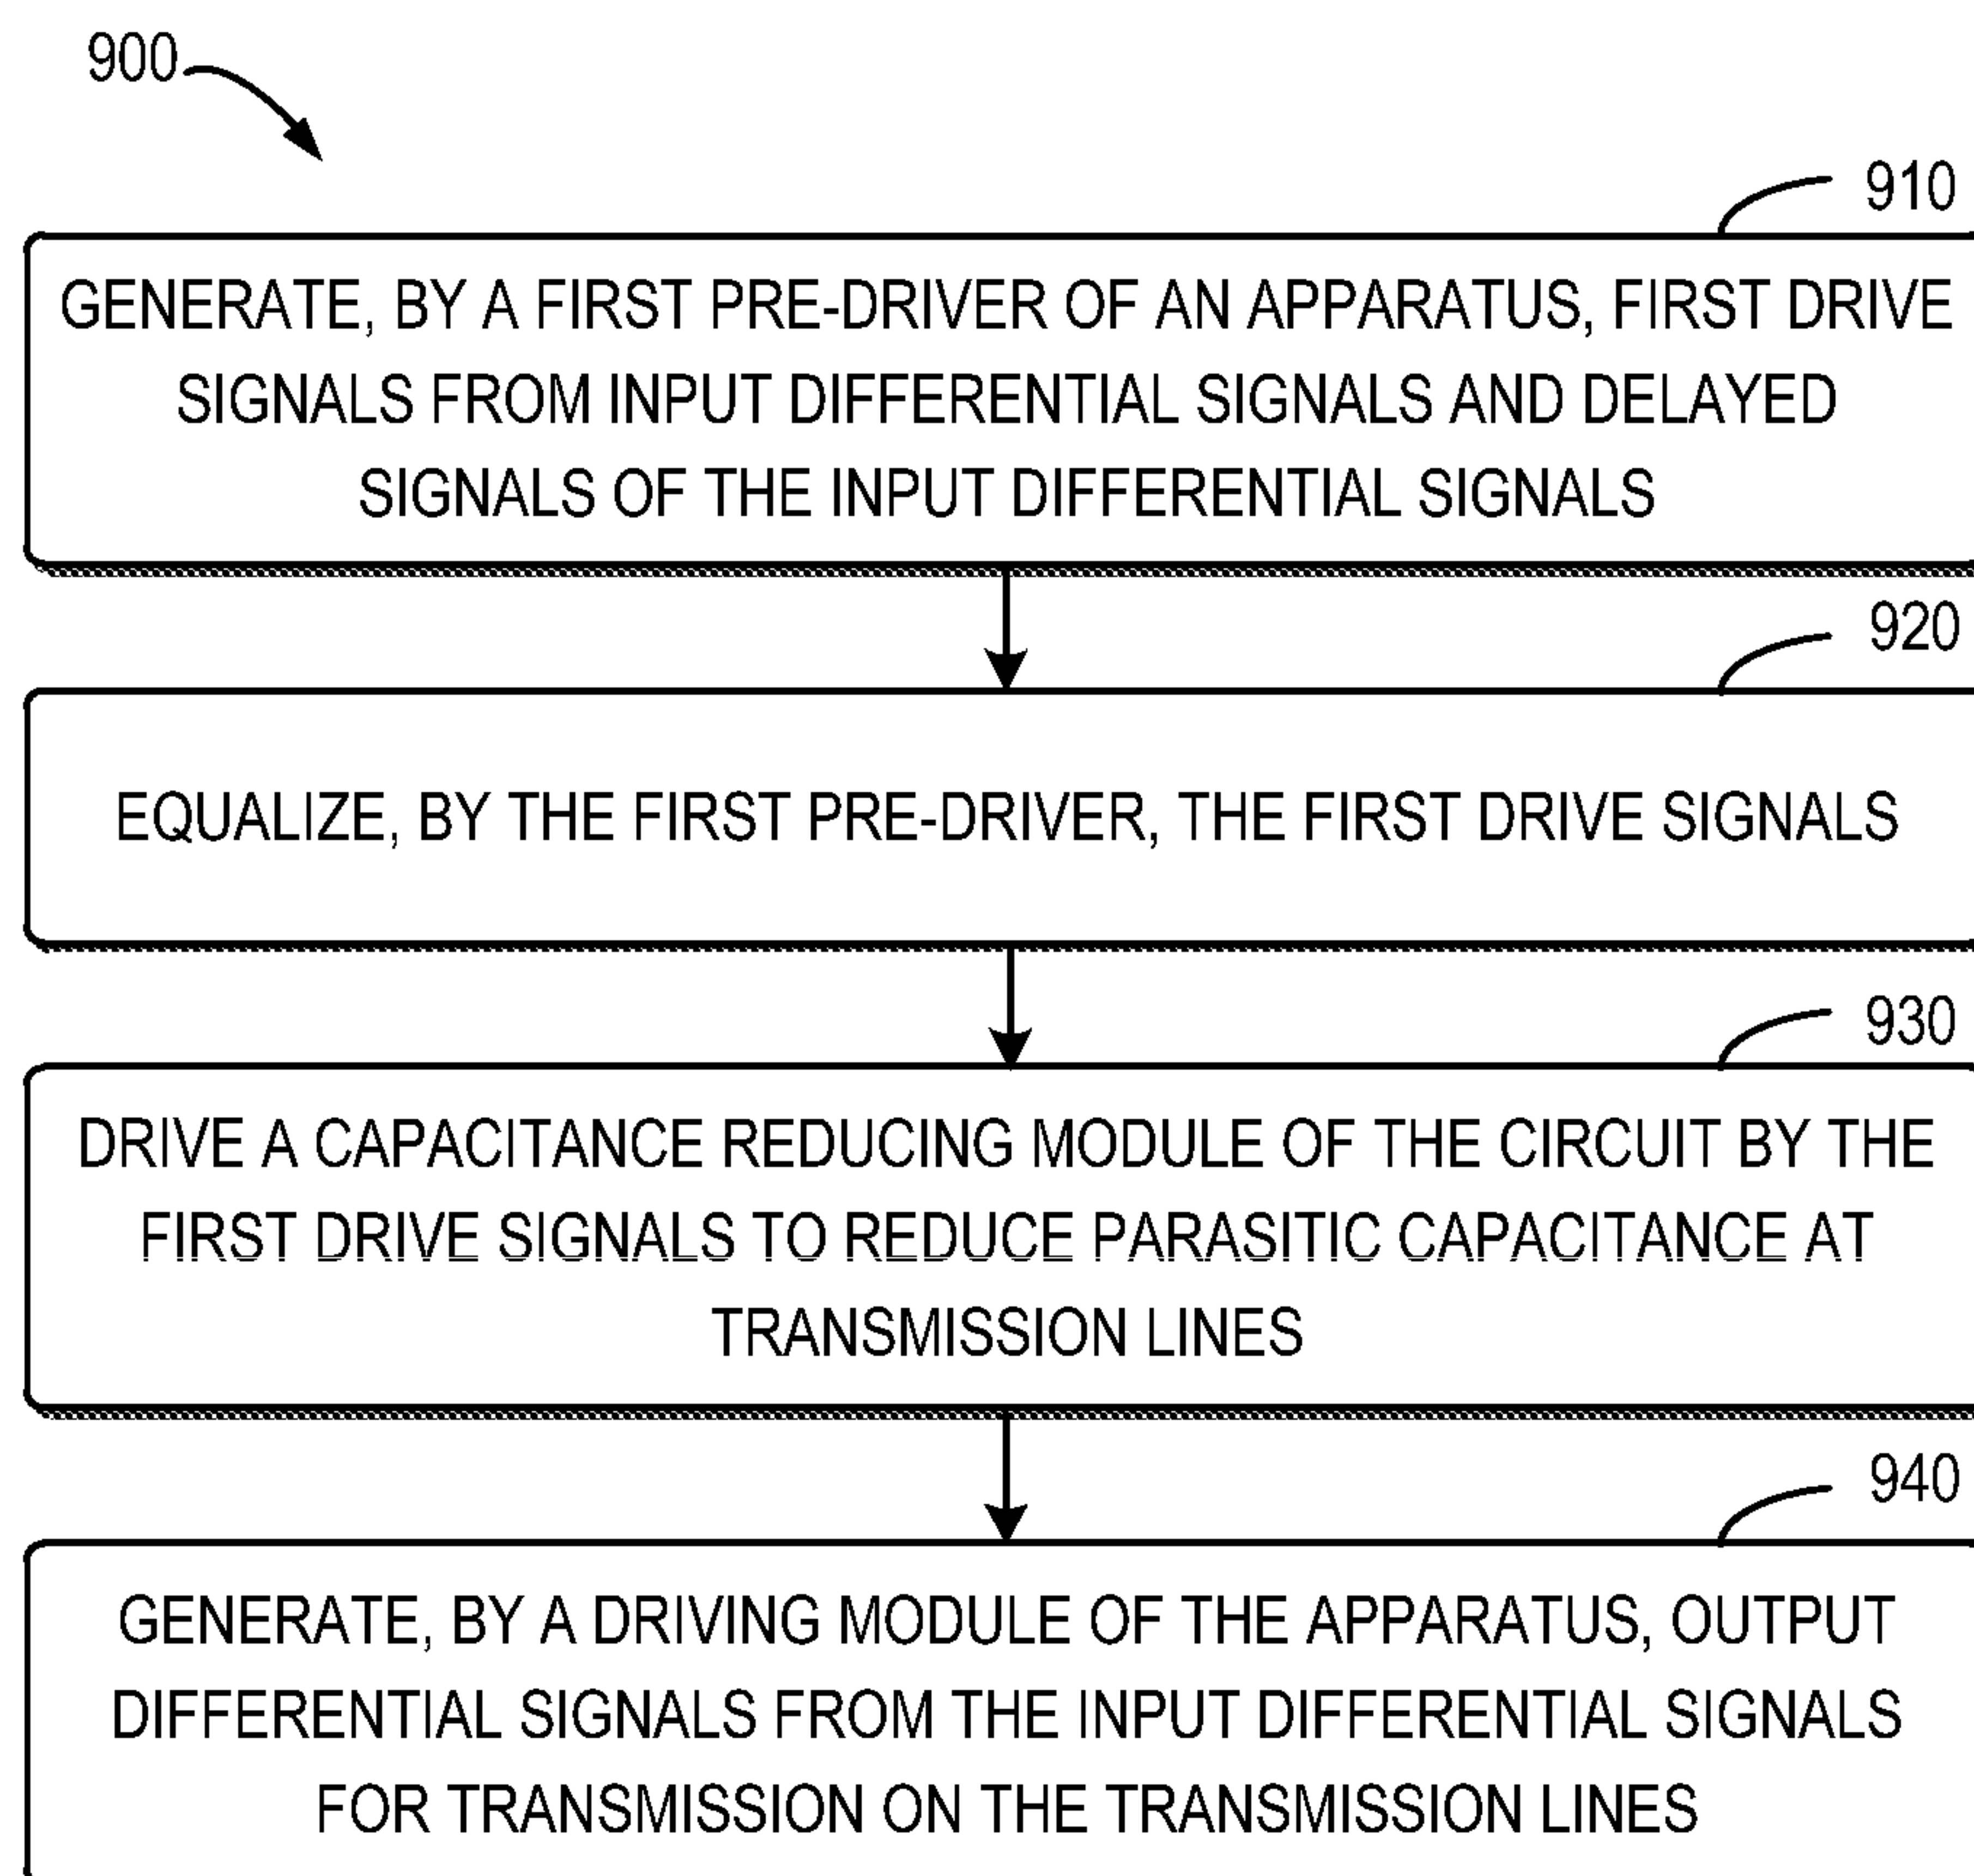 900
910
GENERATE, BY A FIRST PRE-DRIVER OF AN APPARATUS, FIRST DRIVE
SIGNALS FROM INPUT DIFFERENTIAL SIGNALS AND DELAYED
SIGNALS OF THE INPUT DIFFERENTIAL SIGNALS
920
EQUALIZE, BY THE FIRST PRE-DRIVER, THE FIRST DRIVE SIGNALS
930
DRIVE A CAPACITANCE REDUCING MODULE OF THE CIRCUIT BY THE
FIRST DRIVE SIGNALS TO REDUCE PARASITIC CAPACITANCE AT
TRANSMISSION LINES
940
GENERATE, BY A DRIVING MODULE OF THE APPARATUS, OUTPUT
DIFFERENTIAL SIGNALS FROM THE INPUT DIFFERENTIAL SIGNALS
FOR TRANSMISSION ON THE TRANSMISSION LINES